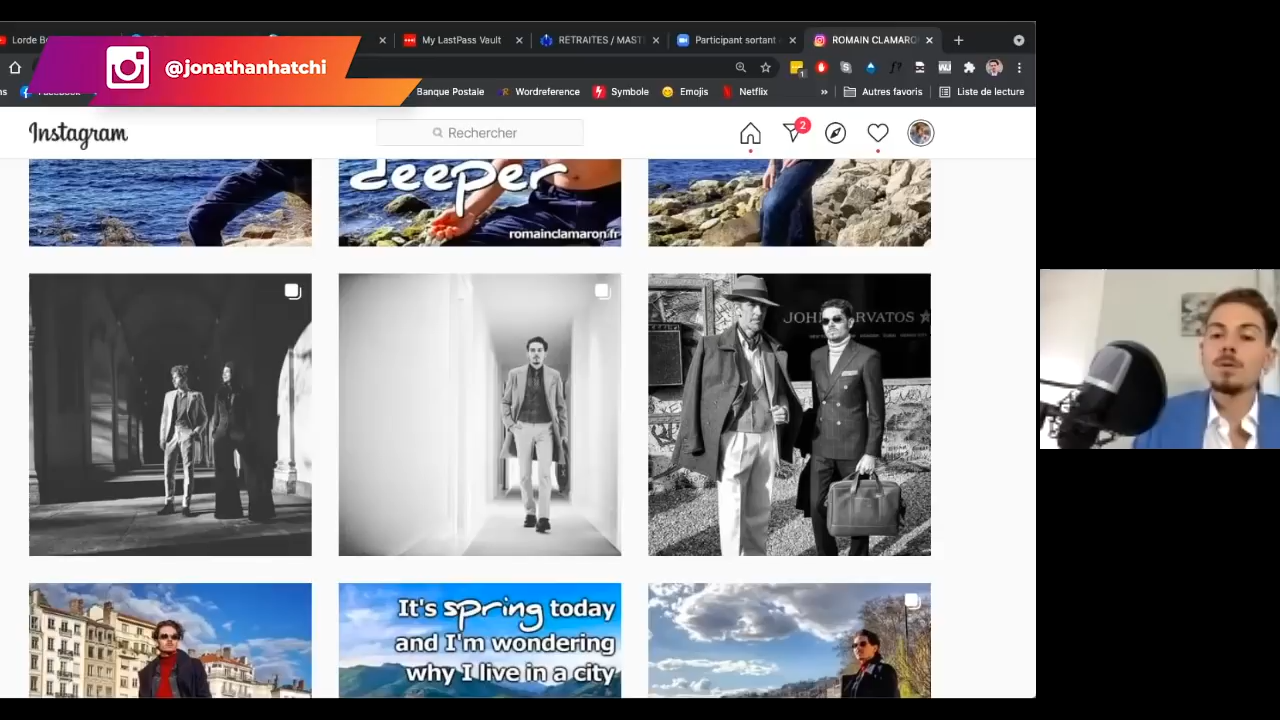 Lorde B
My LastPass Vault
RETRAITES / MAST
Participant sortant
ROMAIN CLAMARO
@jonathanhatchi
Banque Postale
Wordreference
Symbole
Emojis
Netflix
»
Autres favoris
Liste de lecture
Instagram
Rechercher
2
deeper
romainclamaron.fr
JOHN VARVATOS
It's spring today
and I'm wondering
why I live in a city